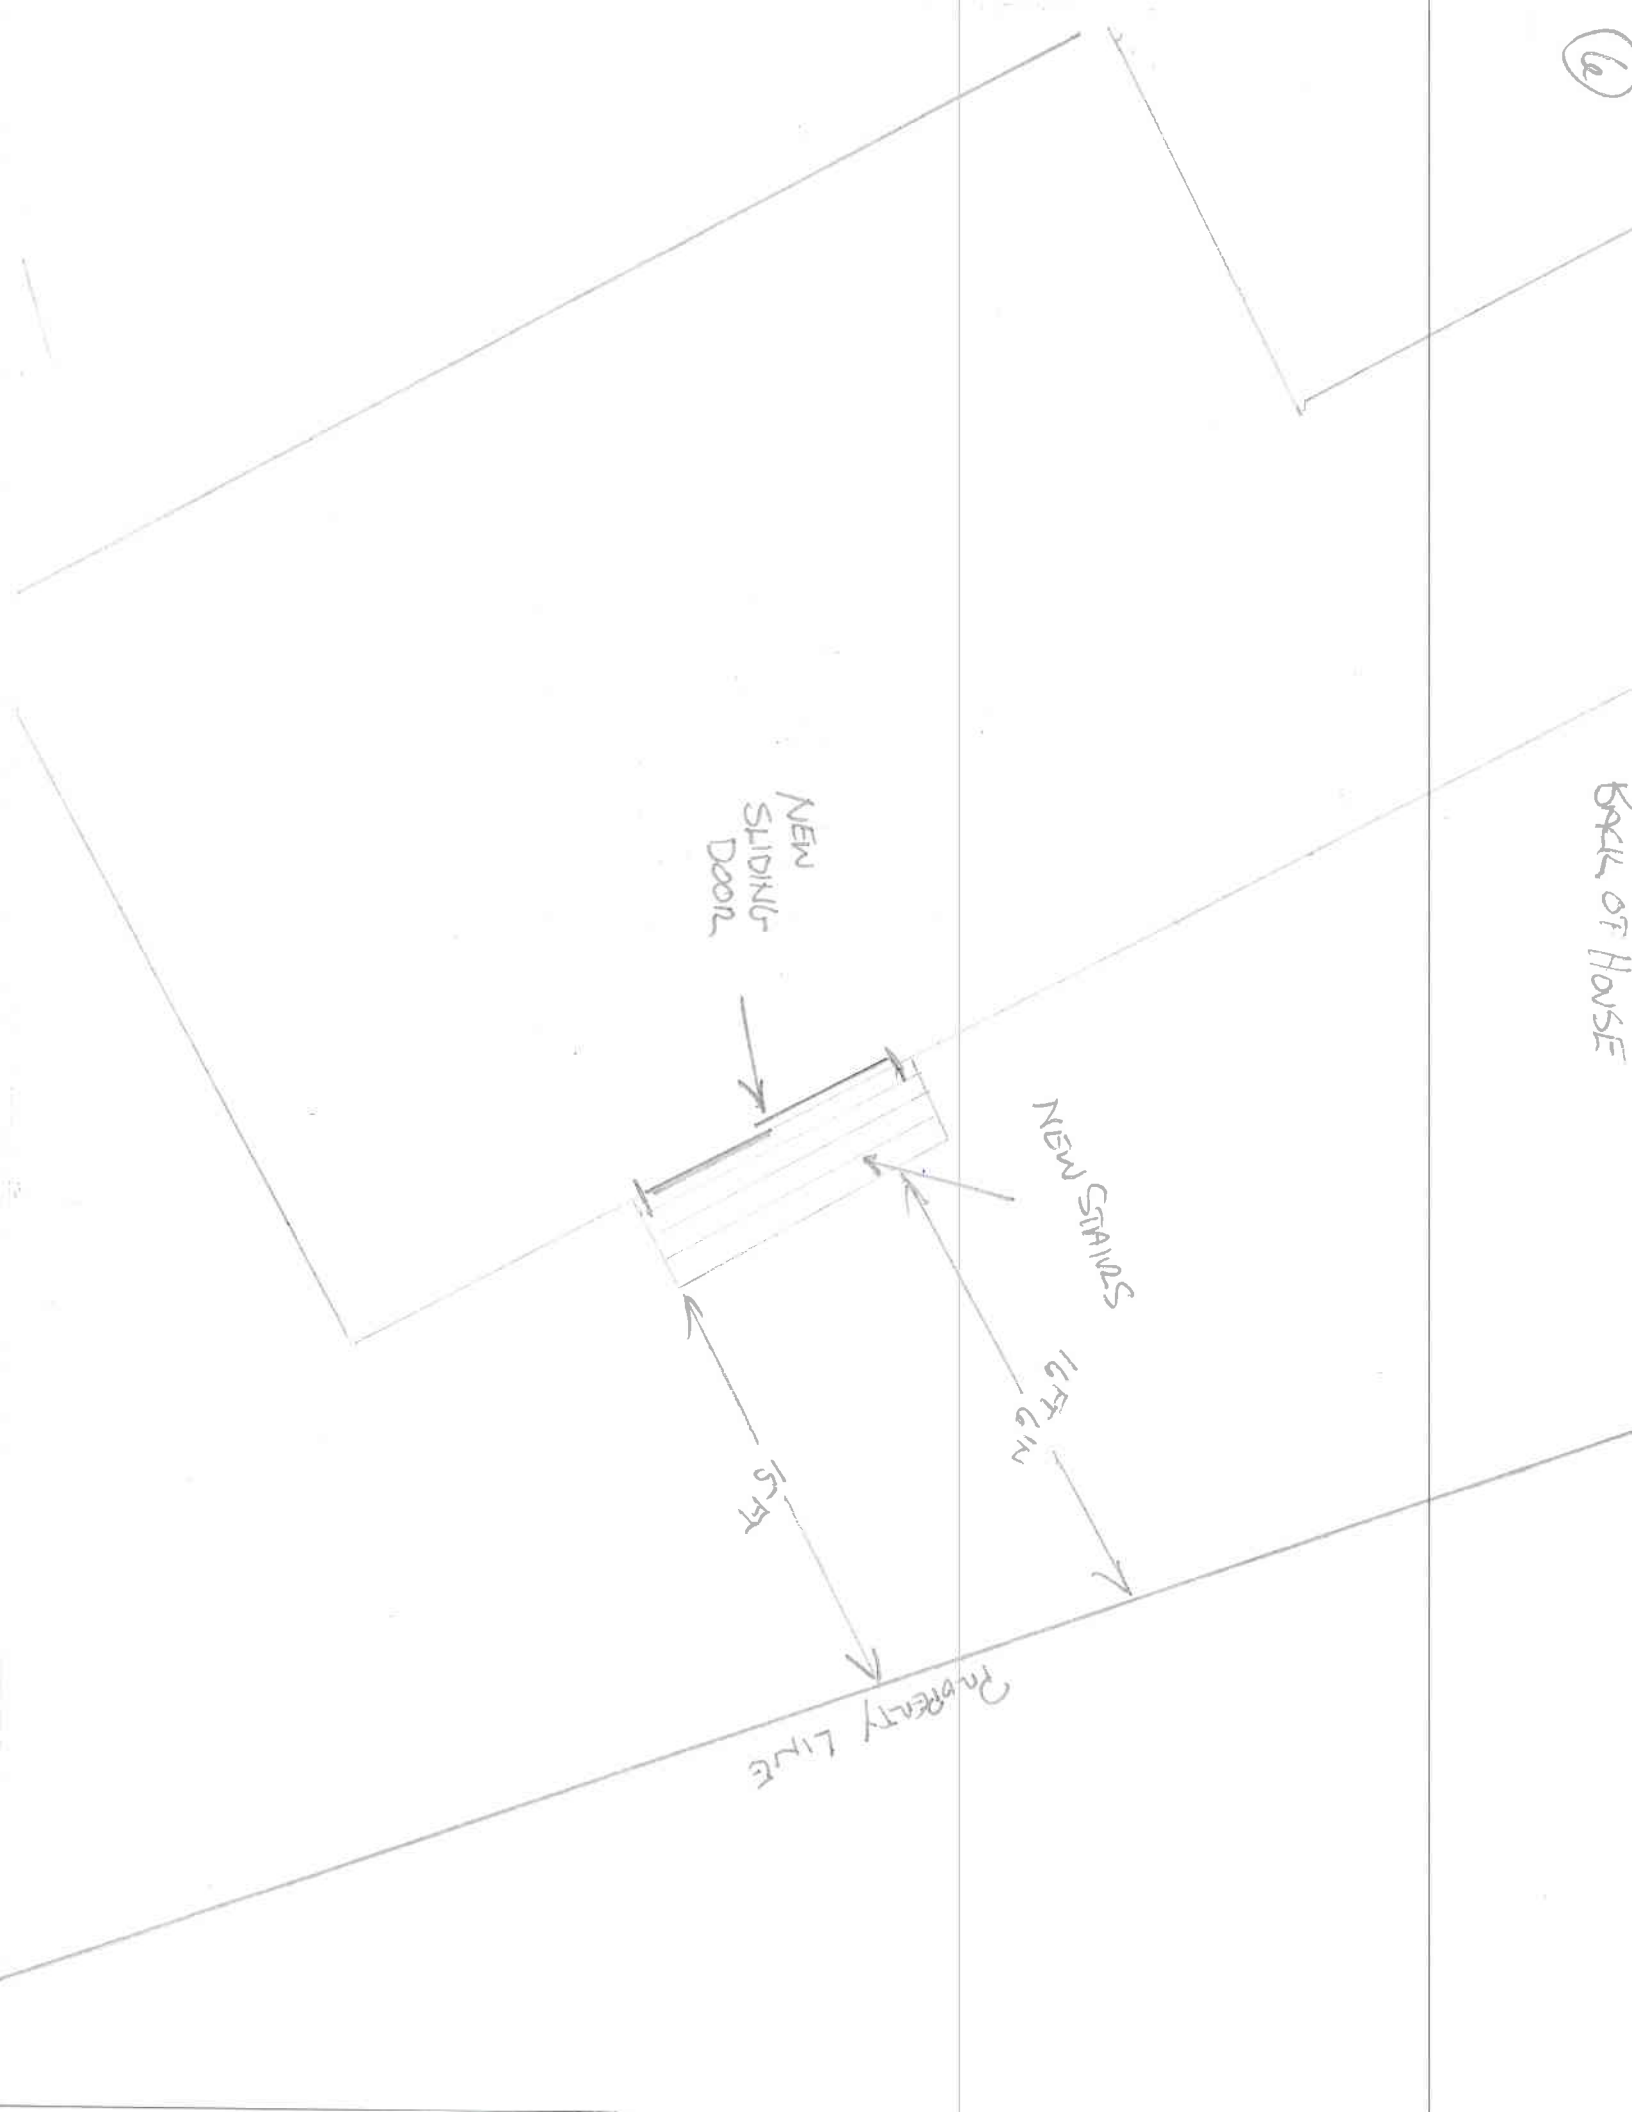 6
BACK OF HOUSE
NEW
SLIDING
DOOR
NEW STAIRS
16 FT 6 IN
15 FT
PROPERTY LINE